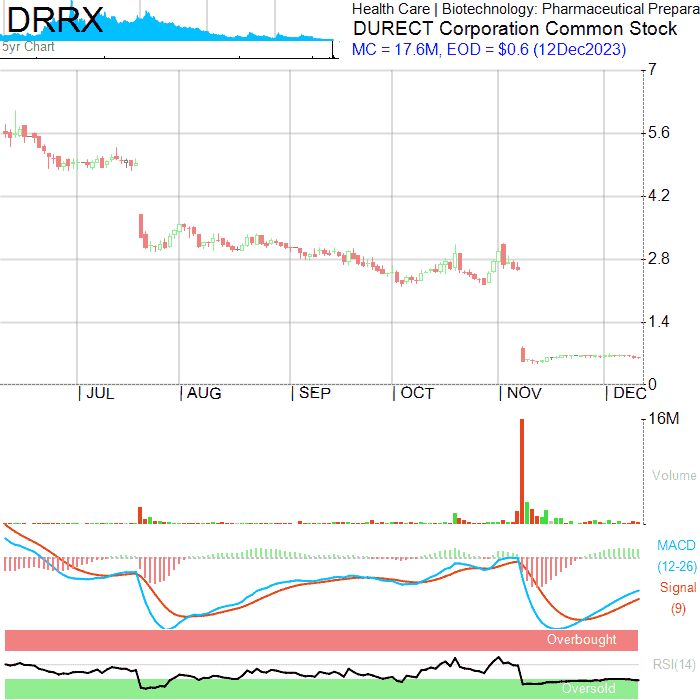 DRRX
5yr Chart
Health Care | Biotechnology: Pharmaceutical Prepara
DURECT Corporation Common Stock
MC = 17.6M, EOD = $0.6 (12Dec2023)
7
5.6
4.2
2.8
1.4
0
| JUL | AUG | SEP | OCT | NOV | DEC
16M
Volume
MACD
(12-26)
Signal
(9)
Overbought
RSI(14)
Oversold